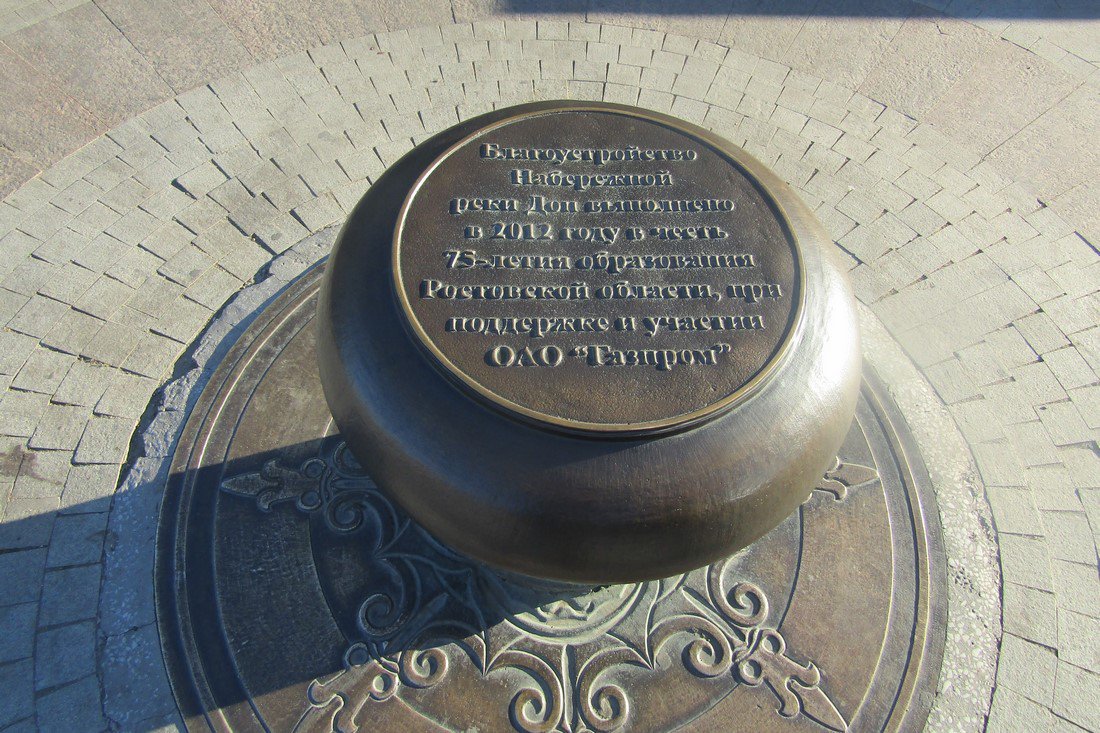 Благоустройство
Набережной
реки Дон выполнено
в 2012 году в честь
75-летия образования
Ростовской области, при
поддержке и участии
ОАО “Газпром”